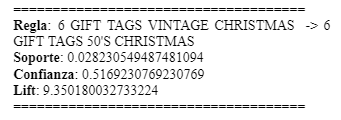 =====================================
Regla: 6 GIFT TAGS VINTAGE CHRISTMAS -> 6
GIFT TAGS 50'S CHRISTMAS
Soporte: 0.028230549487481094
Confianza: 0.5169230769230769
Lift: 9.350180032733224
=====================================